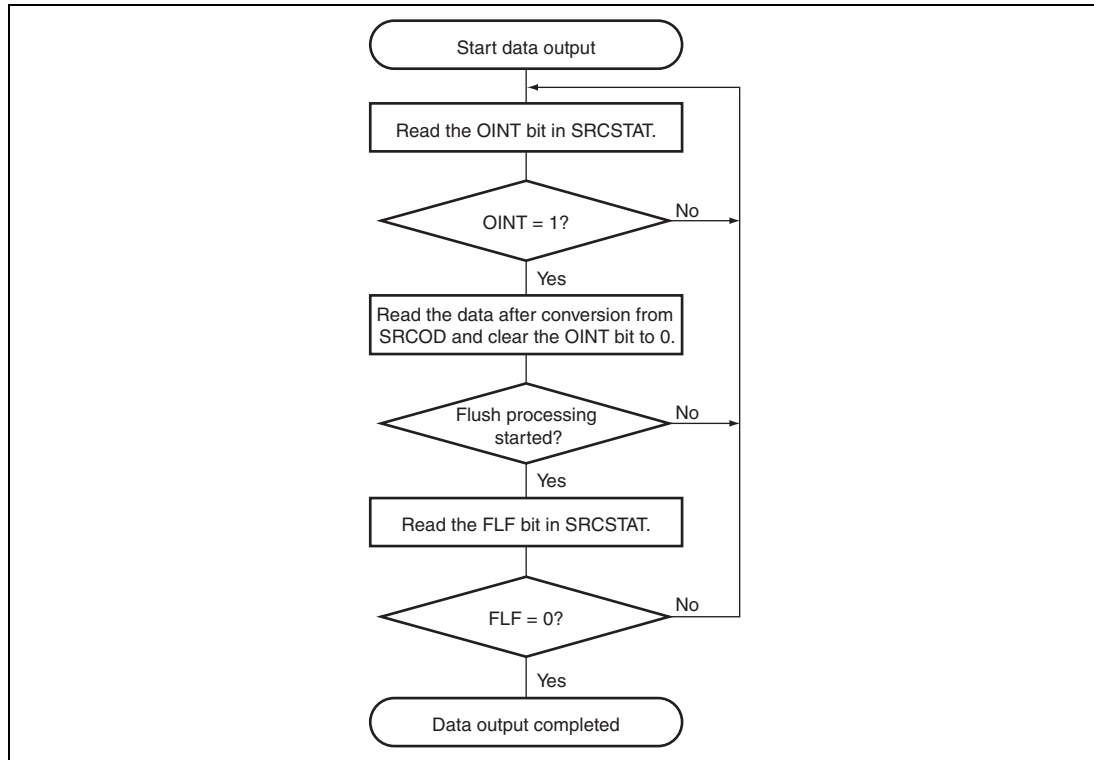 Start data output
Read the OINT bit in SRCSTAT.
OINT = 1?
No
Yes
Read the data after conversion from
SRCOD and clear the OINT bit to 0.
Flush processing
started?
No
Yes
Read the FLF bit in SRCSTAT.
FLF = 0?
No
Yes
Data output completed